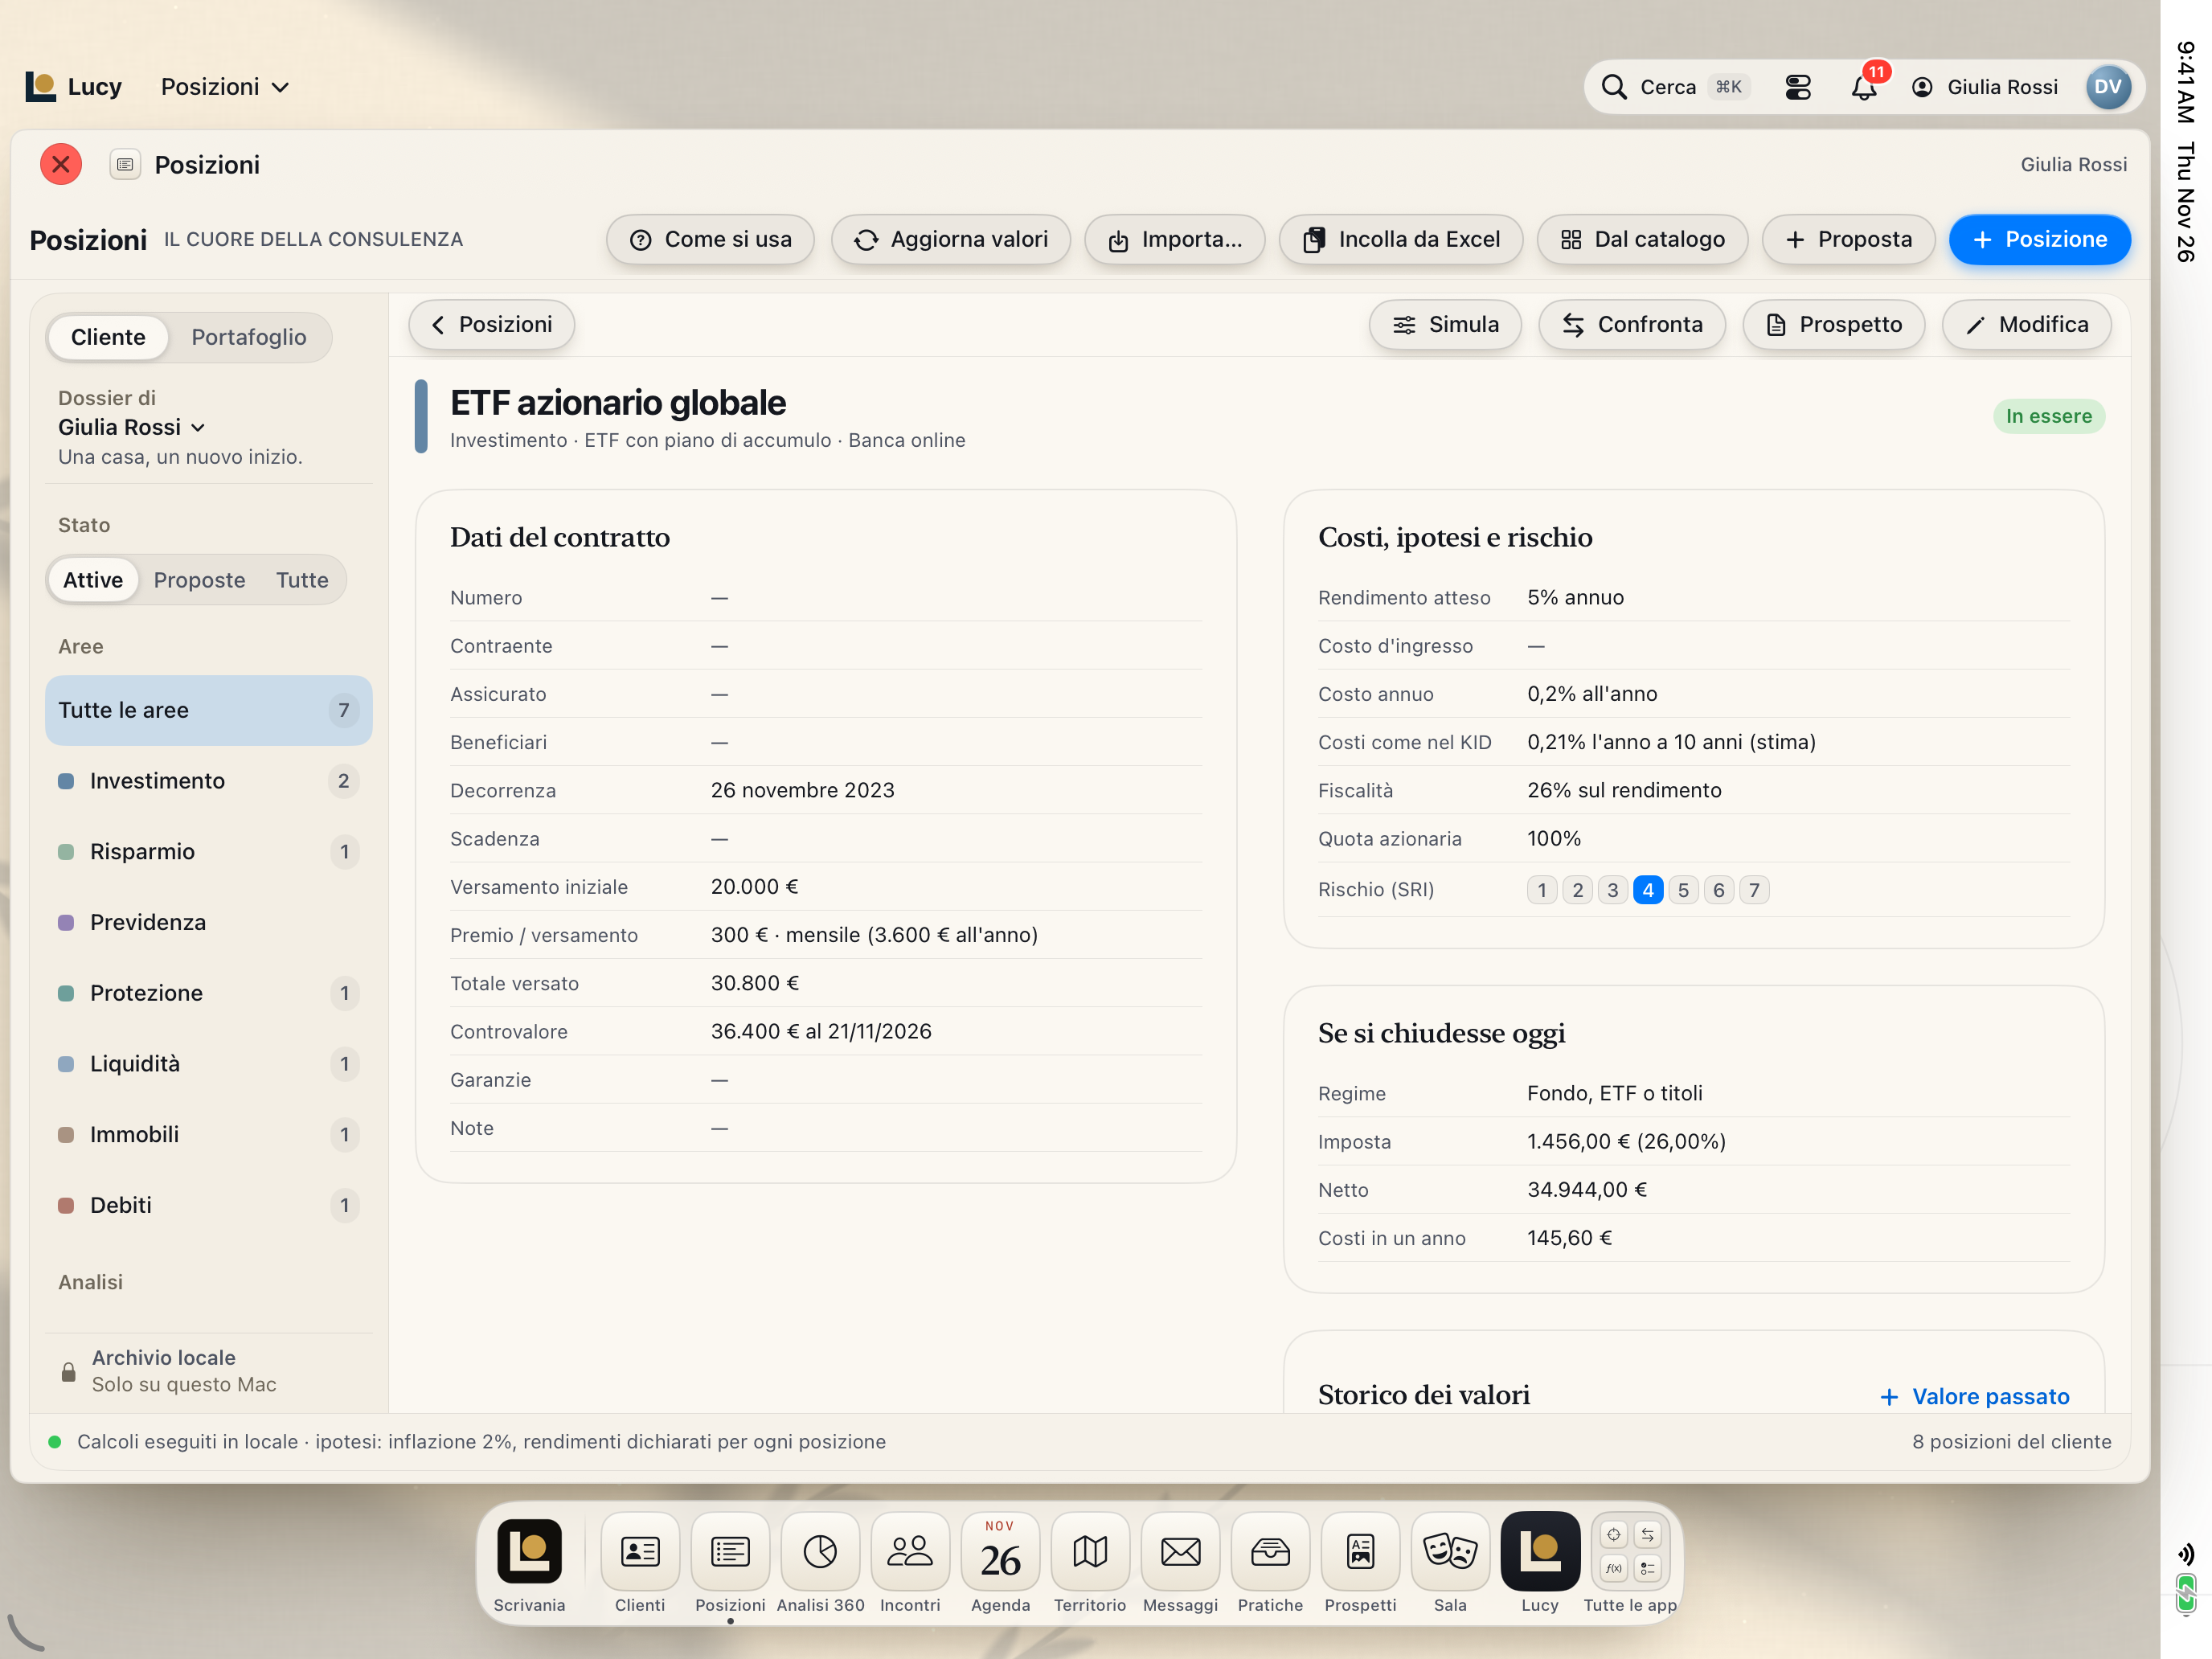 Lucy
Posizioni
Cerca
⌘K
11
Giulia Rossi
DV
9:41 AM Thu Nov 26
Posizioni
Giulia Rossi
Posizioni
IL CUORE DELLA CONSULENZA
Come si usa
Aggiorna valori
Importa...
Incolla da Excel
Dal catalogo
+ Proposta
+ Posizione
Cliente
Portafoglio
Dossier di
Giulia Rossi
Una casa, un nuovo inizio.
Stato
Attive
Proposte
Tutte
Aree
Tutte le aree 7
Investimento 2
Risparmio 1
Previdenza
Protezione 1
Liquidità 1
Immobili 1
Debiti 1
Analisi
Archivio locale
Solo su questo Mac
Posizioni
Simula
Confronta
Prospetto
Modifica
ETF azionario globale
Investimento · ETF con piano di accumulo · Banca online
In essere
Dati del contratto
Numero —
Contraente —
Assicurato —
Beneficiari —
Decorrenza 26 novembre 2023
Scadenza —
Versamento iniziale 20.000 €
Premio / versamento 300 € · mensile (3.600 € all'anno)
Totale versato 30.800 €
Controvalore 36.400 € al 21/11/2026
Garanzie —
Note —
Costi, ipotesi e rischio
Rendimento atteso 5% annuo
Costo d'ingresso —
Costo annuo 0,2% all'anno
Costi come nel KID 0,21% l'anno a 10 anni (stima)
Fiscalità 26% sul rendimento
Quota azionaria 100%
Rischio (SRI) 1 2 3 4 5 6 7
Se si chiudesse oggi
Regime Fondo, ETF o titoli
Imposta 1.456,00 € (26,00%)
Netto 34.944,00 €
Costi in un anno 145,60 €
Storico dei valori
+ Valore passato
Calcoli eseguiti in locale · ipotesi: inflazione 2%, rendimenti dichiarati per ogni posizione
8 posizioni del cliente
NOV
26
A
f(x)
Scrivania
Clienti
Posizioni
Analisi 360
Incontri
Agenda
Territorio
Messaggi
Pratiche
Prospetti
Sala
Lucy
Tutte le app